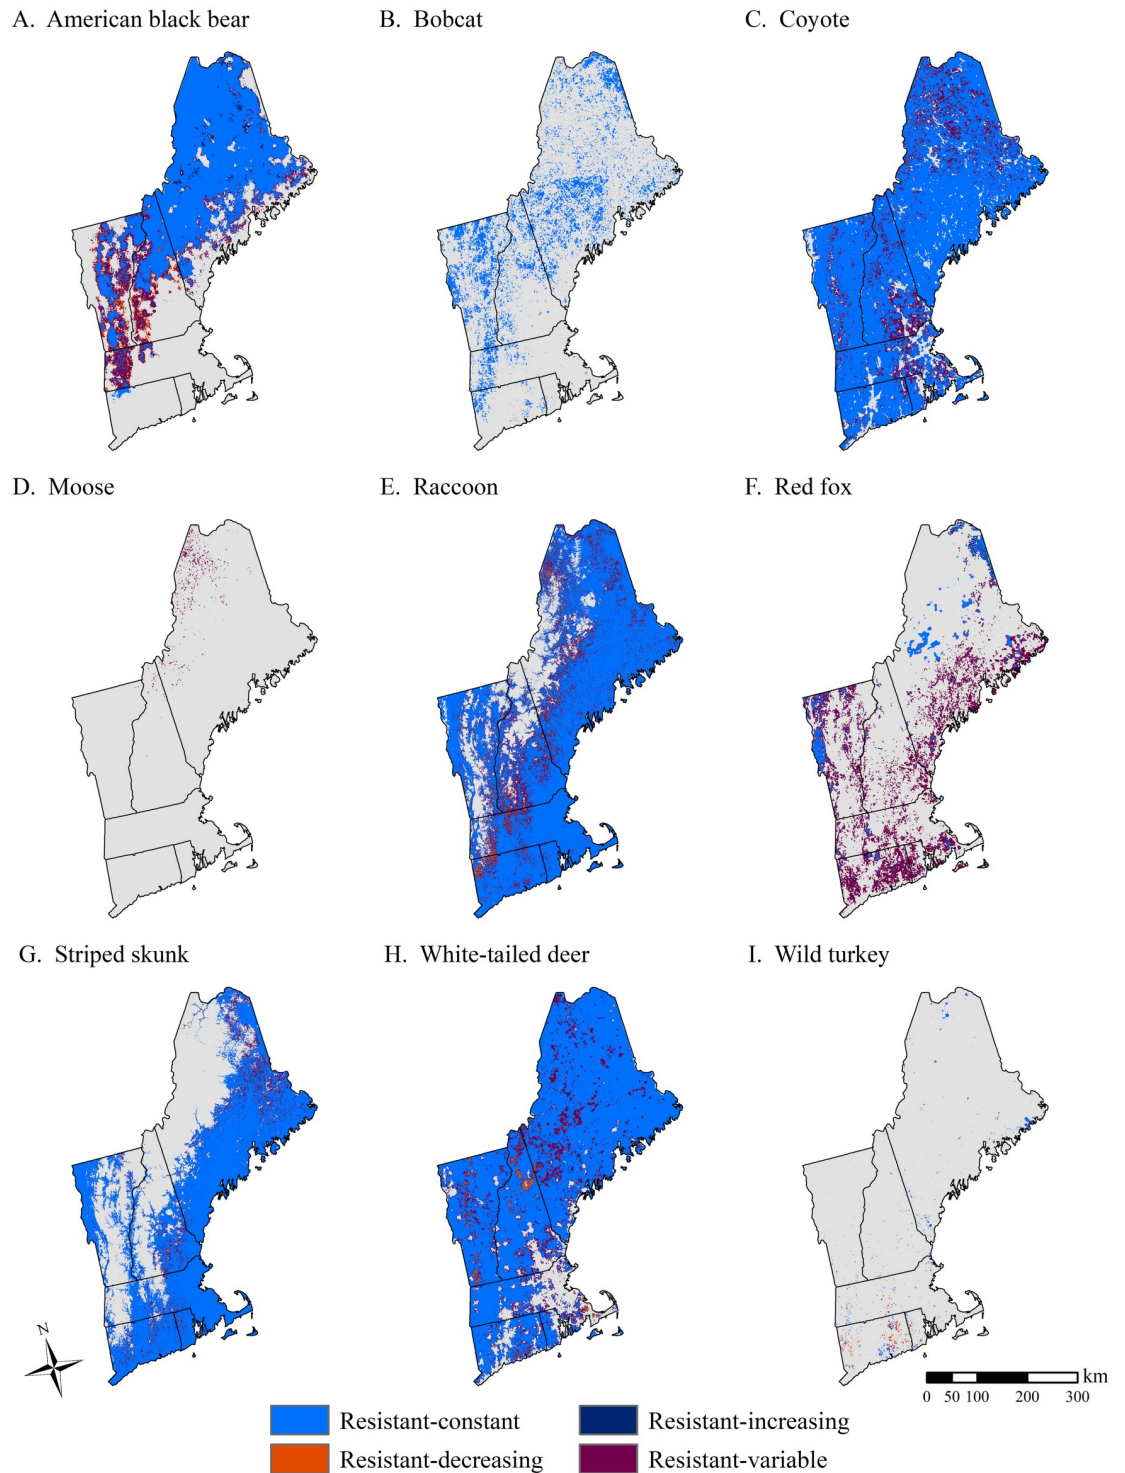 A. American black bear
B. Bobcat
C. Coyote
D. Moose
E. Raccoon
F. Red fox
G. Striped skunk
H. White-tailed deer
I. Wild turkey
N
km
0 50 100 200 300
Resistant-constant
Resistant-increasing
Resistant-decreasing
Resistant-variable